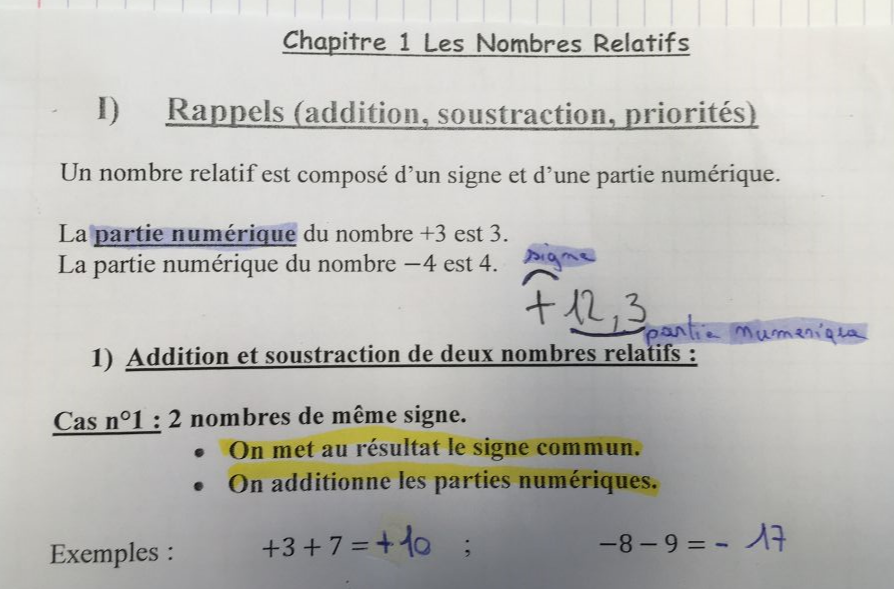 Chapitre 1 Les Nombres Relatifs
I) Rappels (addition, soustraction, priorités)
Un nombre relatif est composé d'un signe et d'une partie numérique.
La partie numérique du nombre +3 est 3.
La partie numérique du nombre −4 est 4.
signe
+12,3
partie numérique
1) Addition et soustraction de deux nombres relatifs :
Cas n°1 : 2 nombres de même signe.
• On met au résultat le signe commun.
• On additionne les parties numériques.
Exemples : +3 + 7 = +10 ; −8 − 9 = - 17